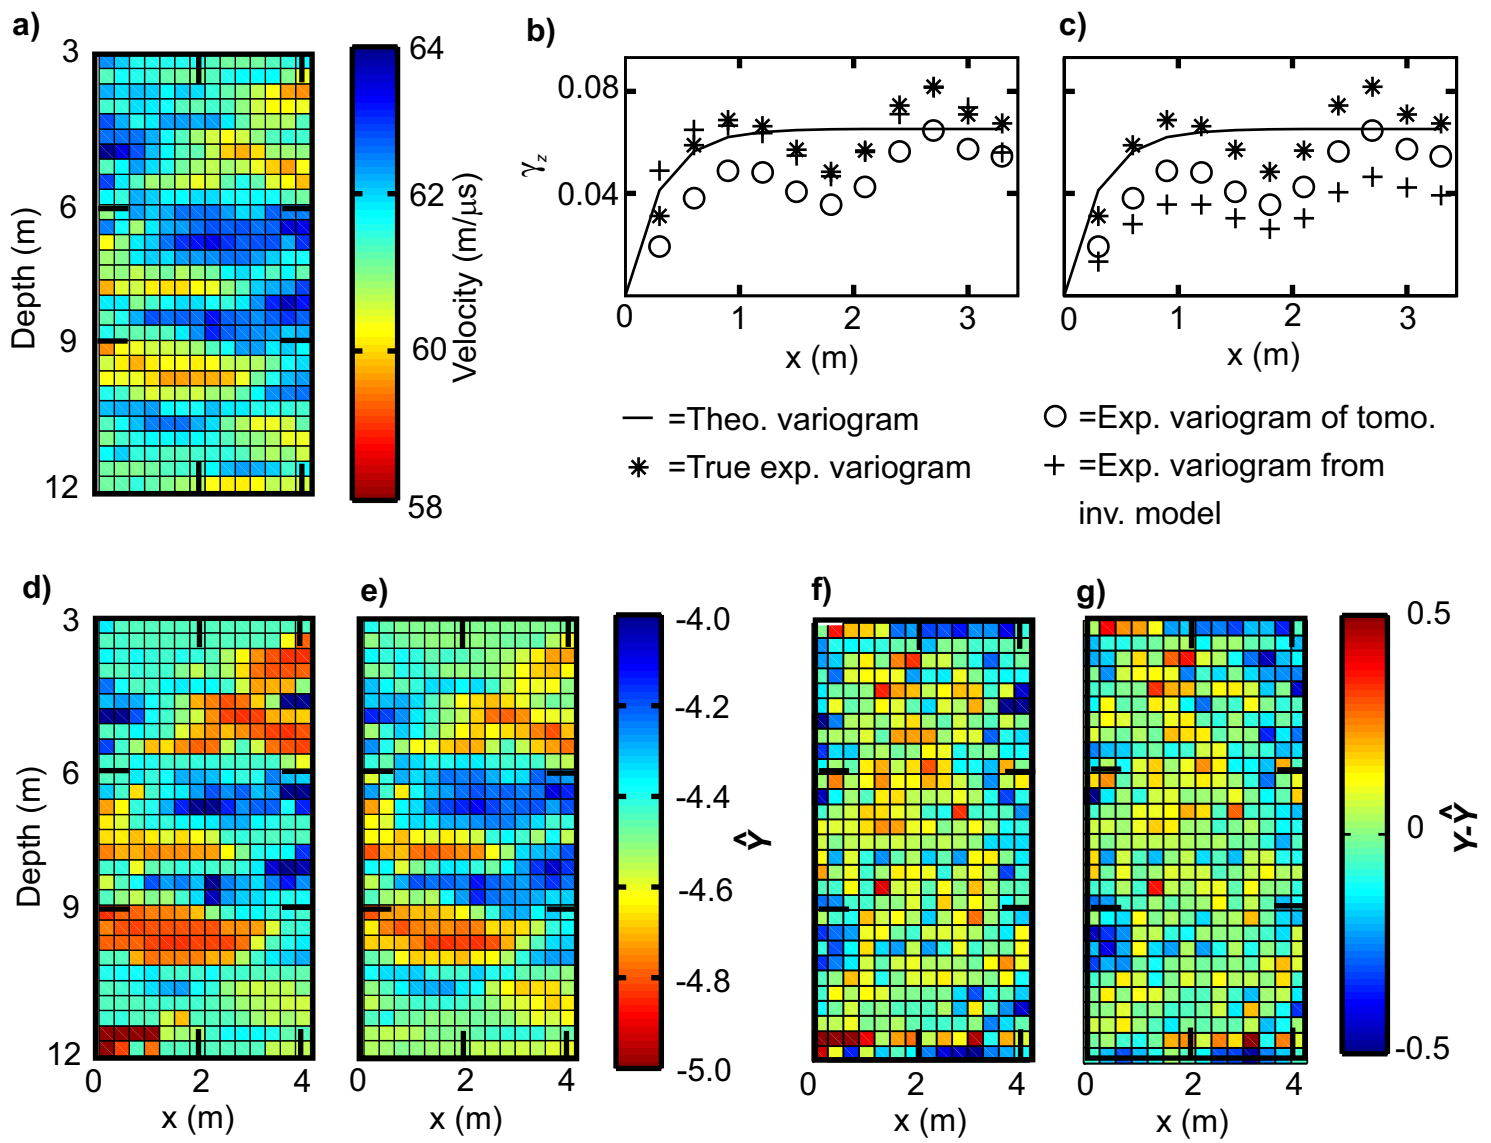 a)
3
6
9
12
Depth (m)
64
62
60
58
Velocity (m/μs)
b)
0.08
0.04
γz
0 1 2 3
x (m)
c)
0 1 2 3
x (m)
=Theo. variogram
=True exp. variogram
=Exp. variogram of tomo.
=Exp. variogram from
inv. model
d)
3
6
9
12
Depth (m)
0 2 4
x (m)
e)
0 2 4
x (m)
-4.0
-4.2
-4.4
-4.6
-4.8
-5.0
Ŷ
f)
0 2 4
x (m)
g)
0 2 4
x (m)
0.5
0
-0.5
Y-Ŷ